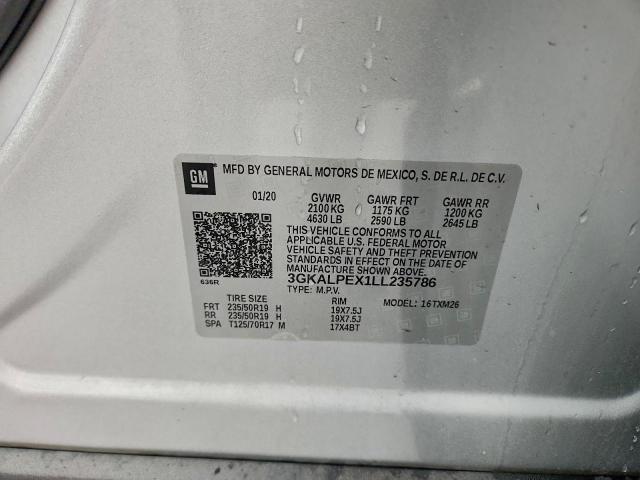 GM
MFD BY GENERAL MOTORS DE MEXICO, S. DE R.L. DE C.V.
01/20 GVWR GAWR FRT GAWR RR
2100 KG 1175 KG 1200 KG
4630 LB 2590 LB 2645 LB
THIS VEHICLE CONFORMS TO ALL
APPLICABLE U.S. FEDERAL MOTOR
VEHICLE SAFETY AND THEFT PREVENTION
STANDARDS IN EFFECT ON THE DATE OF
MANUFACTURE SHOWN ABOVE.
636R
3GKALPEX1LL235786
TYPE: M.P.V. MODEL: 16TXM26
TIRE SIZE RIM
FRT 235/50R19 H 19X7.5J
RR 235/50R19 H 19X7.5J
SPA T125/70R17 M 17X4BT